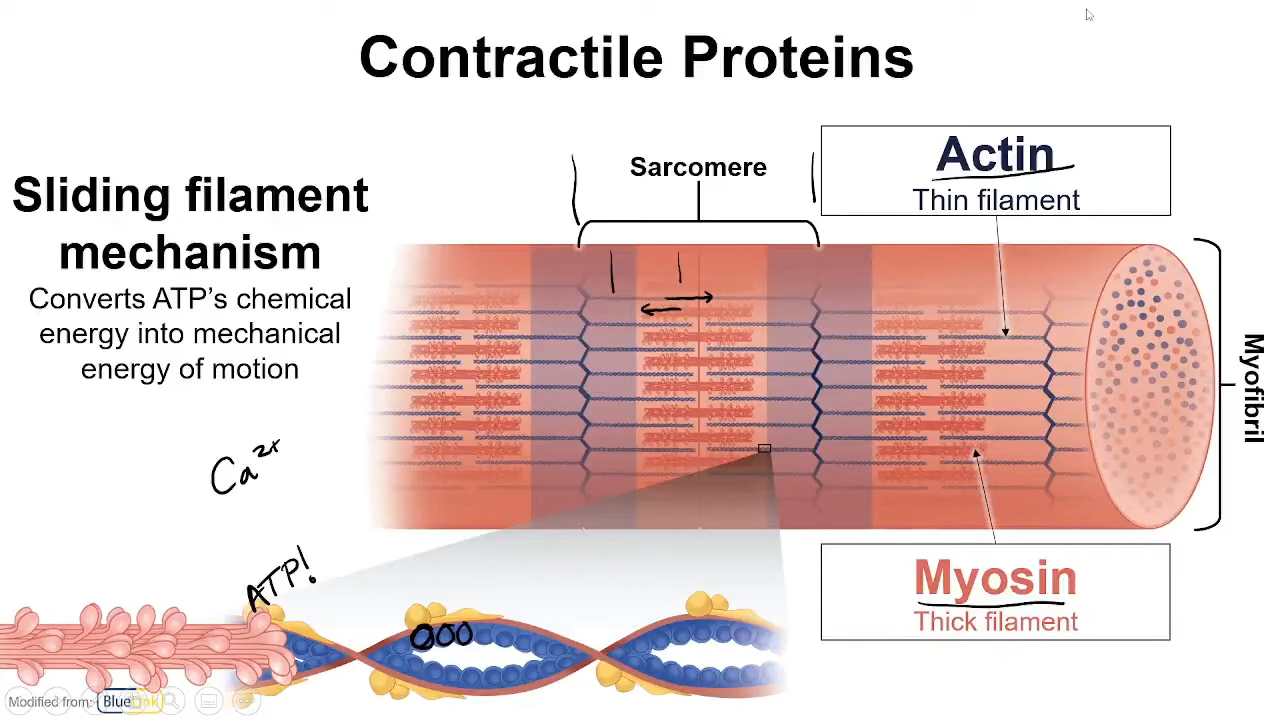 Contractile Proteins
Sliding filament
mechanism
Converts ATP's chemical
energy into mechanical
energy of motion
Ca²⁺
ATP!
Sarcomere
Actin
Thin filament
Myofibril
Myosin
Thick filament
Modified from:
BlueLink